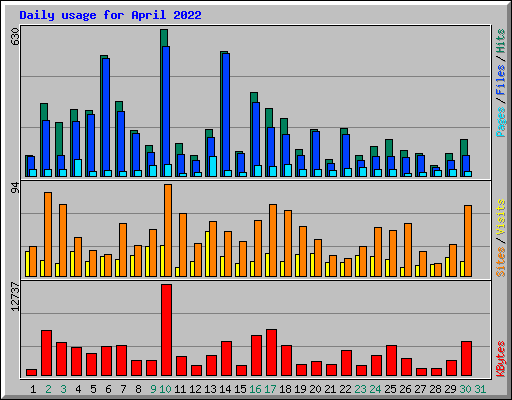 Daily usage for April 2022
630
Pages / Files / Hits
94
Sites / Visits
12737
KBytes
1 2 3 4 5 6 7 8 9 10 11 12 13 14 15 16 17 18 19 20 21 22 23 24 25 26 27 28 29 30 31